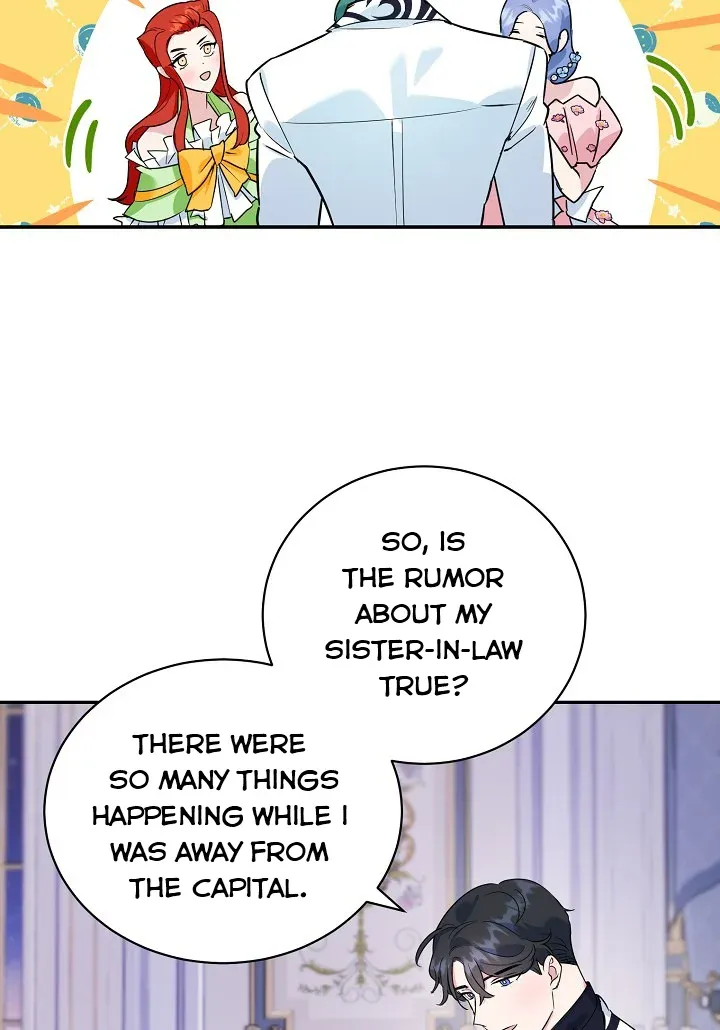 SO, IS
THE RUMOR
ABOUT MY
SISTER-IN-LAW
TRUE?
THERE WERE
SO MANY THINGS
HAPPENING WHILE I
WAS AWAY FROM
THE CAPITAL.